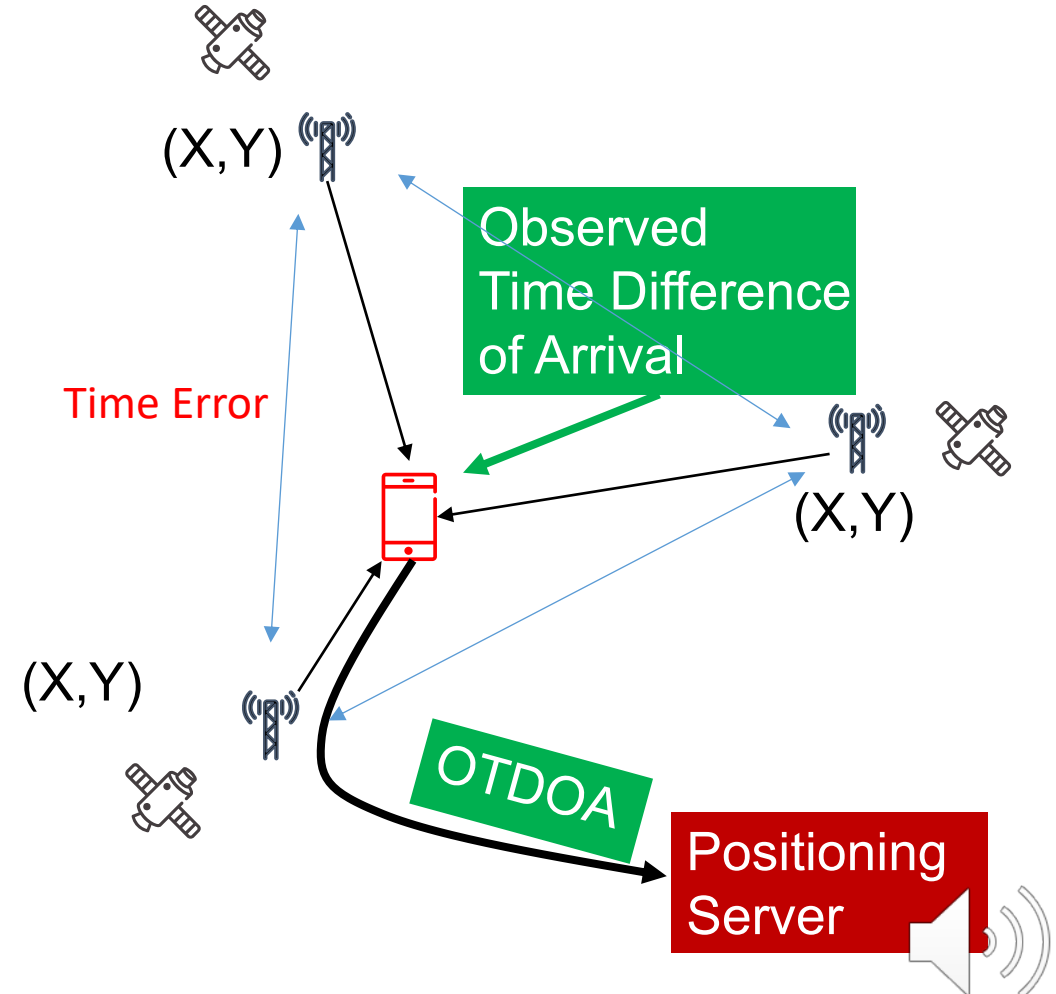 (X,Y)
Observed
Time Difference
of Arrival
Time Error
(X,Y)
(X,Y)
OTDOA
Positioning
Server